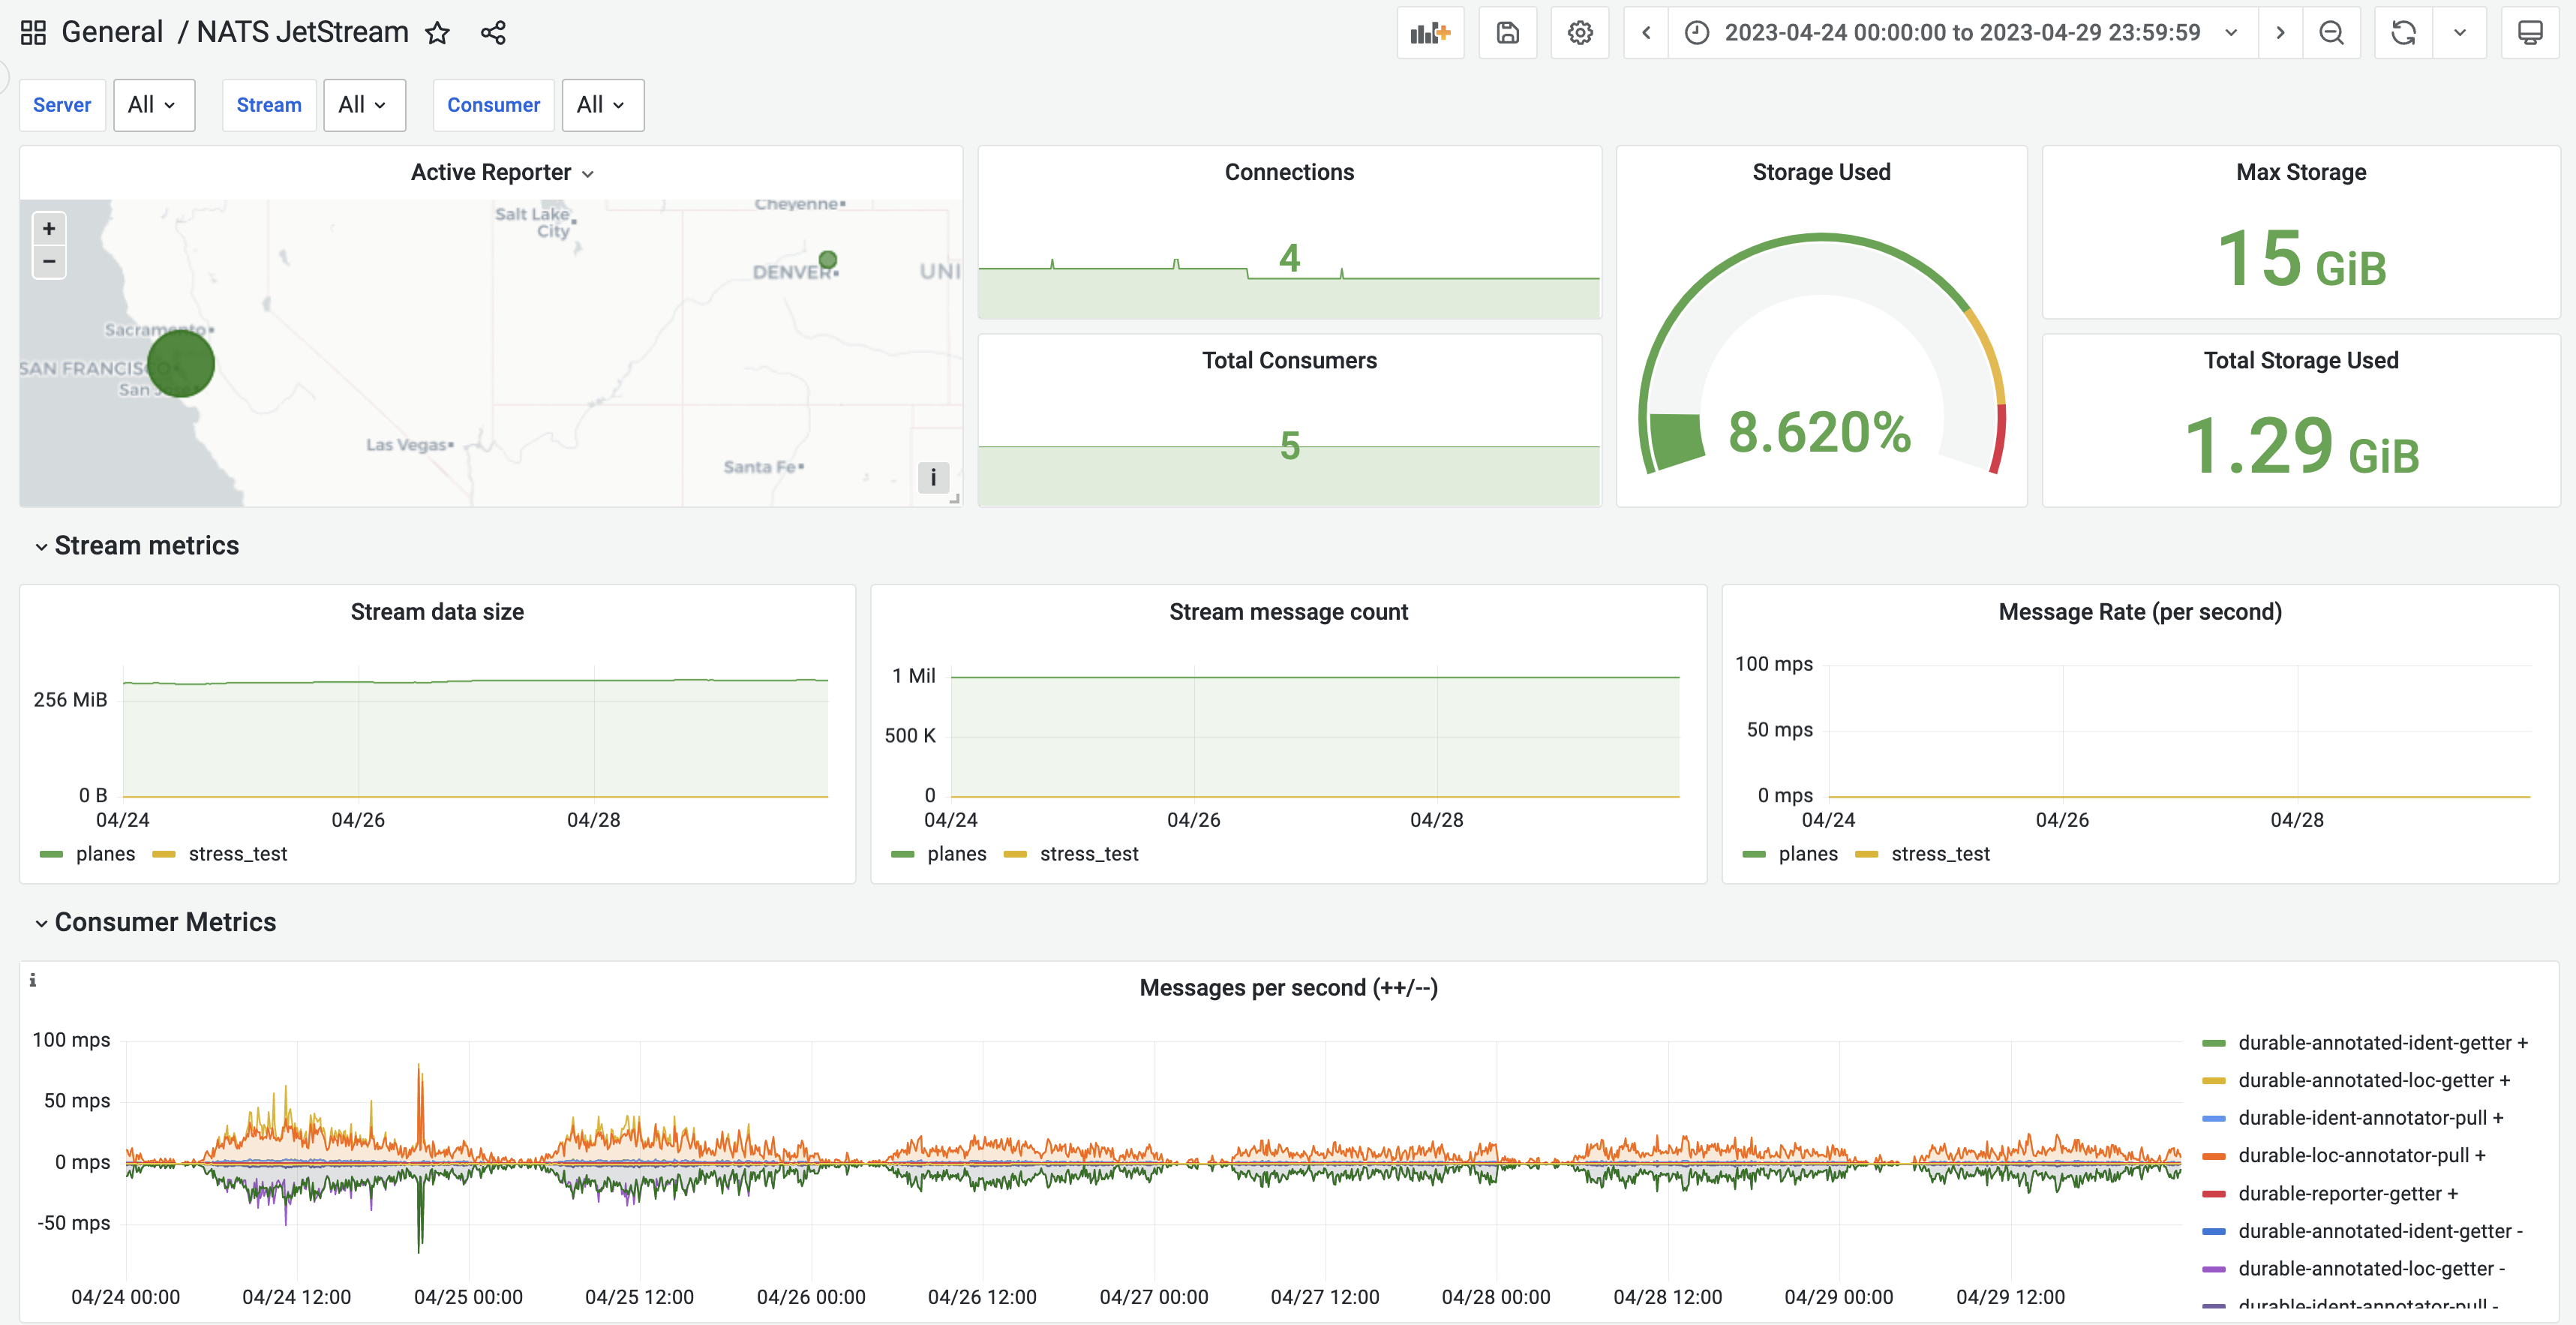 General / NATS JetStream
2023-04-24 00:00:00 to 2023-04-29 23:59:59
Server All Stream All Consumer All
Active Reporter
+
−
Cheyenne
Salt Lake
City
DENVER
UNI
Sacramento
SAN FRANCISCO
San Jose
Las Vegas
Santa Fe
i
Connections
4
Total Consumers
5
Storage Used
8.620%
Max Storage
15 GiB
Total Storage Used
1.29 GiB
Stream metrics
Stream data size
256 MiB
0 B
04/24 04/26 04/28
planes stress_test
Stream message count
1 Mil
500 K
0
04/24 04/26 04/28
planes stress_test
Message Rate (per second)
100 mps
50 mps
0 mps
04/24 04/26 04/28
planes stress_test
Consumer Metrics
i
Messages per second (++/--)
100 mps
50 mps
0 mps
-50 mps
04/24 00:00 04/24 12:00 04/25 00:00 04/25 12:00 04/26 00:00 04/26 12:00 04/27 00:00 04/27 12:00 04/28 00:00 04/28 12:00 04/29 00:00 04/29 12:00
durable-annotated-ident-getter +
durable-annotated-loc-getter +
durable-ident-annotator-pull +
durable-loc-annotator-pull +
durable-reporter-getter +
durable-annotated-ident-getter -
durable-annotated-loc-getter -
durable-ident-annotator-pull -